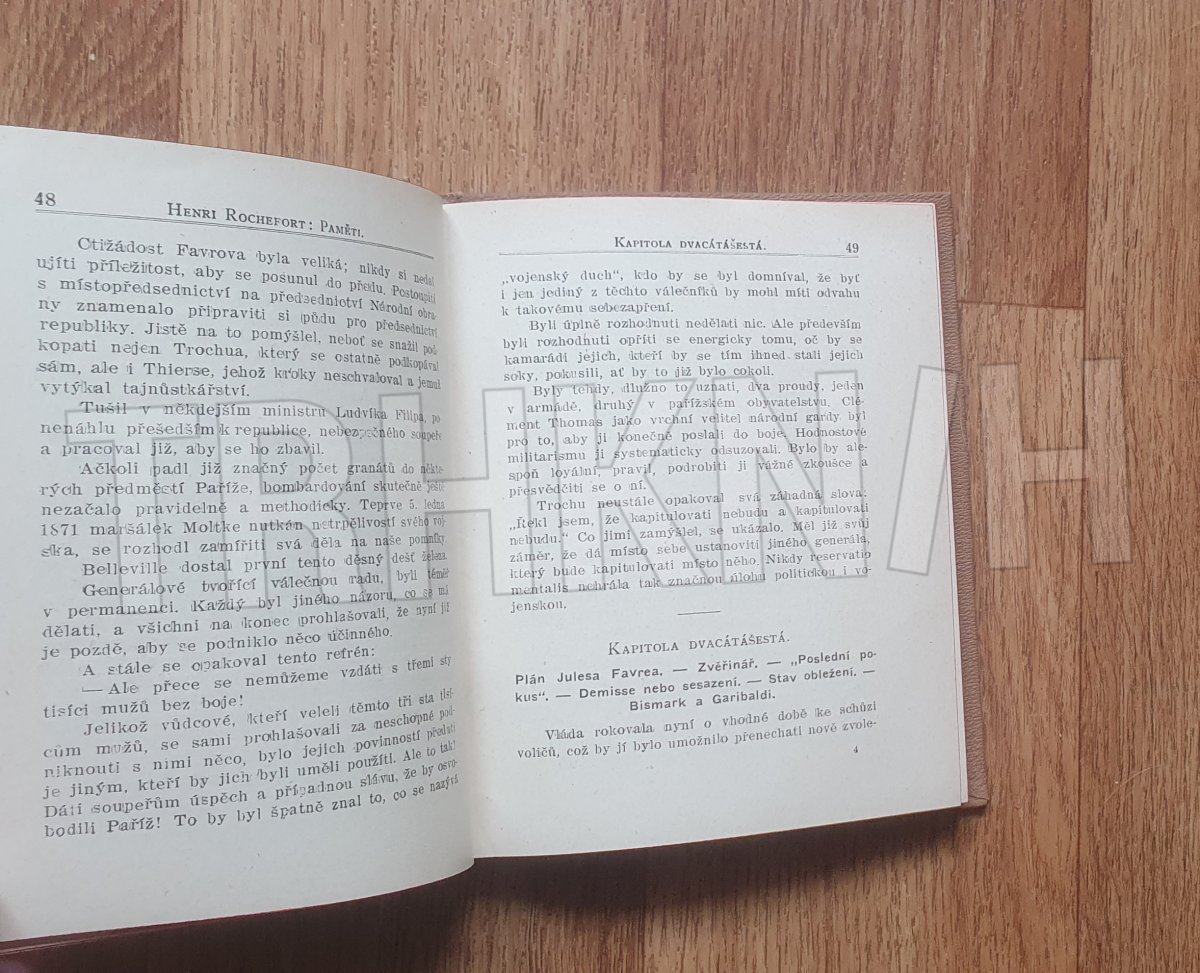 48
Henri Rochefort: Paměti.
Ctižádost Favrova byla veliká; nikdy si nedal
ujíti příležitost, aby se posunul do předu. Postoupiti
s místopředsednictví na předsednictví Národní obra-
ny znamenalo připraviti si půdu pro předsednictví
republiky. Jistě na to pomýšlel, neboť se snažil pod-
kopati nejen Trochua, který se ostatně podkopával
sám, ale i Thierse, jehož kroky neschvaloval a jemuž
vytýkal tajnůstkářství.
Tušil v někdejším ministru Ludvíka Filipa, po-
nenáhlu přešedším k republice, nebezpečného soupeře
a pracoval již, aby se ho zbavil.
Ačkoli padl již značný počet granátů do někte-
rých předměstí Paříže, bombardování skutečně ještě
nezačalo pravidelně a methodicky. Teprve 5. ledna
1871 maršálek Moltke nutkán netrpělivostí svého voj-
ska, se rozhodl zamířiti svá děla na naše pomníky.
Belleville dostal první tento děsný dešť železa.
Generálové tvořící válečnou radu, byli téměř
v permanenci. Každý byl jiného názoru, co se má
dělati, a všichni na konec prohlašovali, že nyní již
je pozdě, aby se podniklo něco účinného.
A stále se opakoval tento refrén:
— Ale přece se nemůžeme vzdáti s třemi sty
tisíci mužů bez boje!
Jelikož vůdcové, kteří veleli těmto tři sta tisí-
cům mužů, se sami prohlašovali za neschopné pod-
niknouti s nimi něco, bylo jejich povinností předati
je jiným, kteří by jich byli uměli použíti. Ale to tak!
Dáti soupeřům úspěch a případnou slávu, že by osvo-
bodili Paříž! To by byl špatně znal to, co se nazývá
Kapitola dvacátášestá.
49
„vojenský duch“, kdo by se byl domníval, že byť
i jen jediný z těchto válečníků by mohl míti odvahu
k takovému sebezapření.
Byli úplně rozhodnuti nedělati nic. Ale především
byli rozhodnuti opříti se energicky tomu, oč by se
kamarádi jejich, kteří by se tím ihned stali jejich
soky, pokusili, ať by to již bylo cokoli.
Byly tehdy, dlužno to uznati, dva proudy, jeden
v armádě, druhý v pařížském obyvatelstvu. Clé-
ment Thomas jako vrchní velitel národní gardy byl
pro to, aby ji konečně poslali do boje. Hodnostové
militarismu ji systematicky odsuzovali. Bylo by ale-
spoň loyální, pravil, podrobiti ji vážné zkoušce a
přesvědčiti se o ní.
Trochu neustále opakoval svá záhadná slova:
„Řekl jsem, že kapitulovati nebudu a kapitulovati
nebudu.“ Co jimi zamýšlel, se ukázalo. Měl již svůj
záměr, že dá místo sebe ustanoviti jiného generála,
který bude kapitulovati místo něho. Nikdy reservatio
mentalis nehrála tak značnou úlohu politickou i vo-
jenskou.
Kapitola dvacátášestá.
Plán Julesa Favrea, — Zvěřinář. — „Poslední po-
kus“. — Demisse nebo sesazení. — Stav obležení. —
Bismark a Garibaldi.
Vláda rokovala nyní o vhodné době ke schůzi
voličů, což by jí bylo umožnilo přenechati nově zvole-
4
TRHKNIH